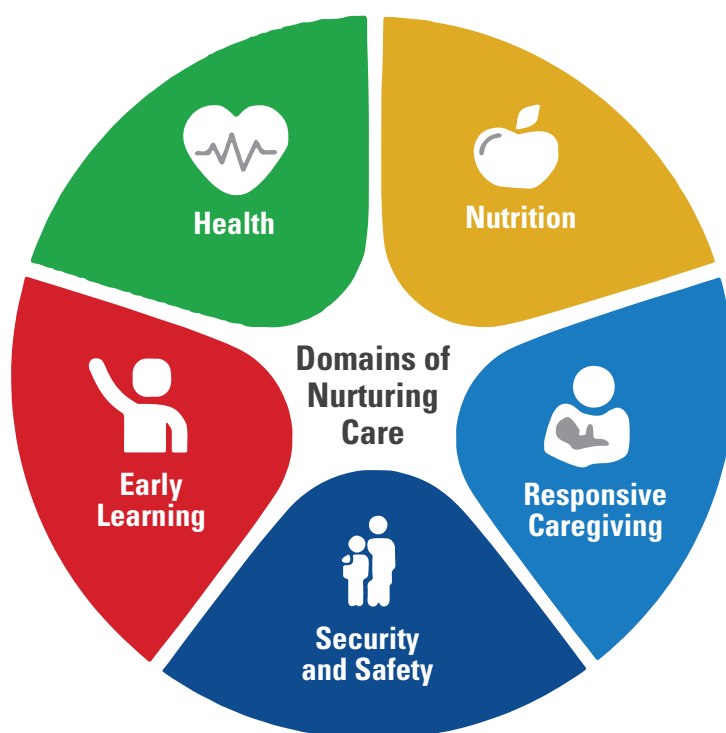 Health
Nutrition
Domains of
Nurturing
Care
Early
Learning
Responsive
Caregiving
Security
and Safety